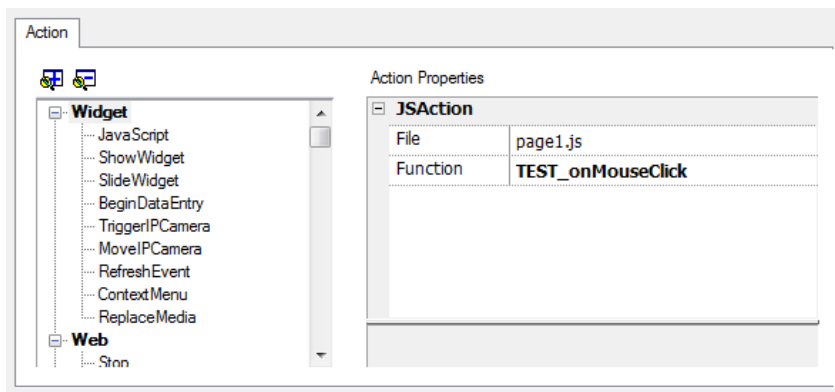 Action
Action Properties
Widget
JavaScript
ShowWidget
SlideWidget
BeginDataEntry
TriggerIPCamera
MoveIPCamera
RefreshEvent
ContextMenu
ReplaceMedia
Web
Stop
JSAction
File page1.js
Function TEST_onMouseClick